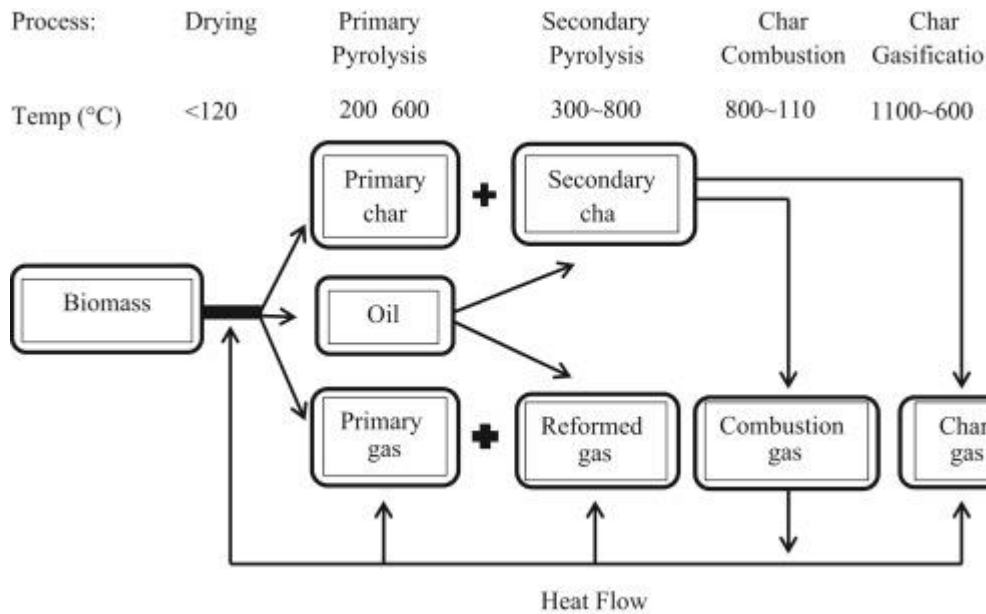 Process:
Drying
Primary
Pyrolysis
Secondary
Pyrolysis
Char
Combustion
Char
Gasificatio
Temp (°C)
<120
200 600
300~800
800~110
1100~600
Primary
char
Secondary
cha
Biomass
Oil
Primary
gas
Reformed
gas
Combustion
gas
Char
gas
Heat Flow